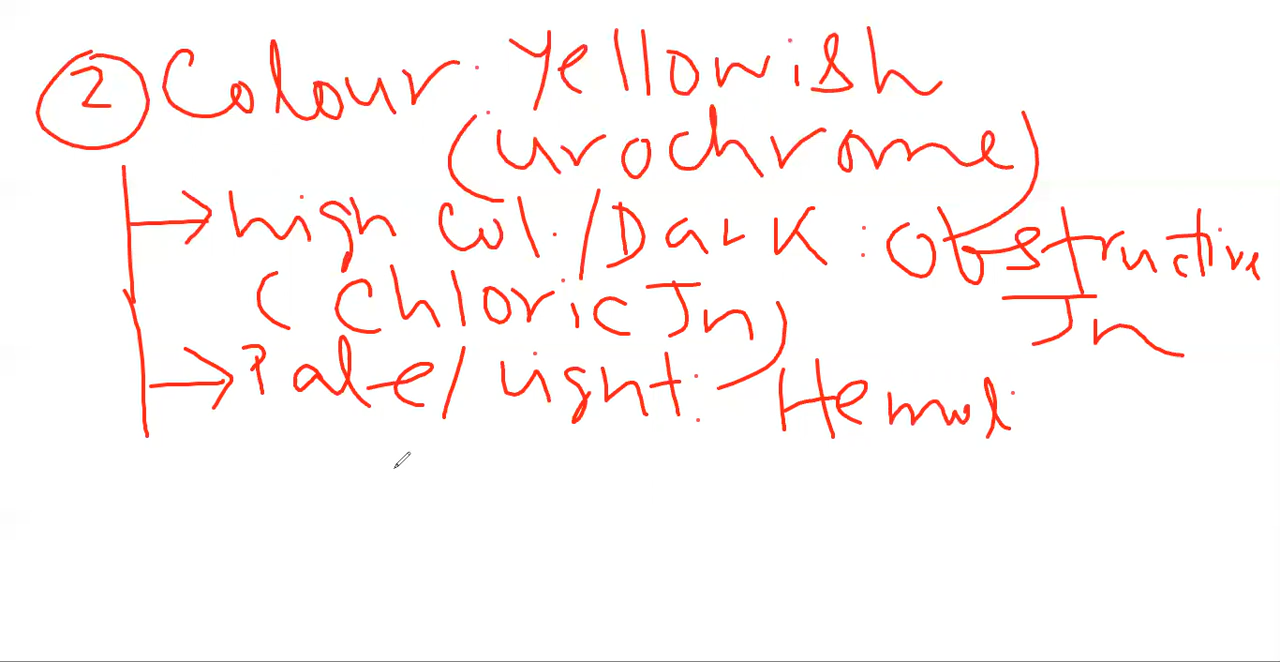 2 Colour: Yellowish
(urochrome)
→ high Col./Dark: Obstructive
(Chloric Jn) Jn
→ Pale/light: Hemol.